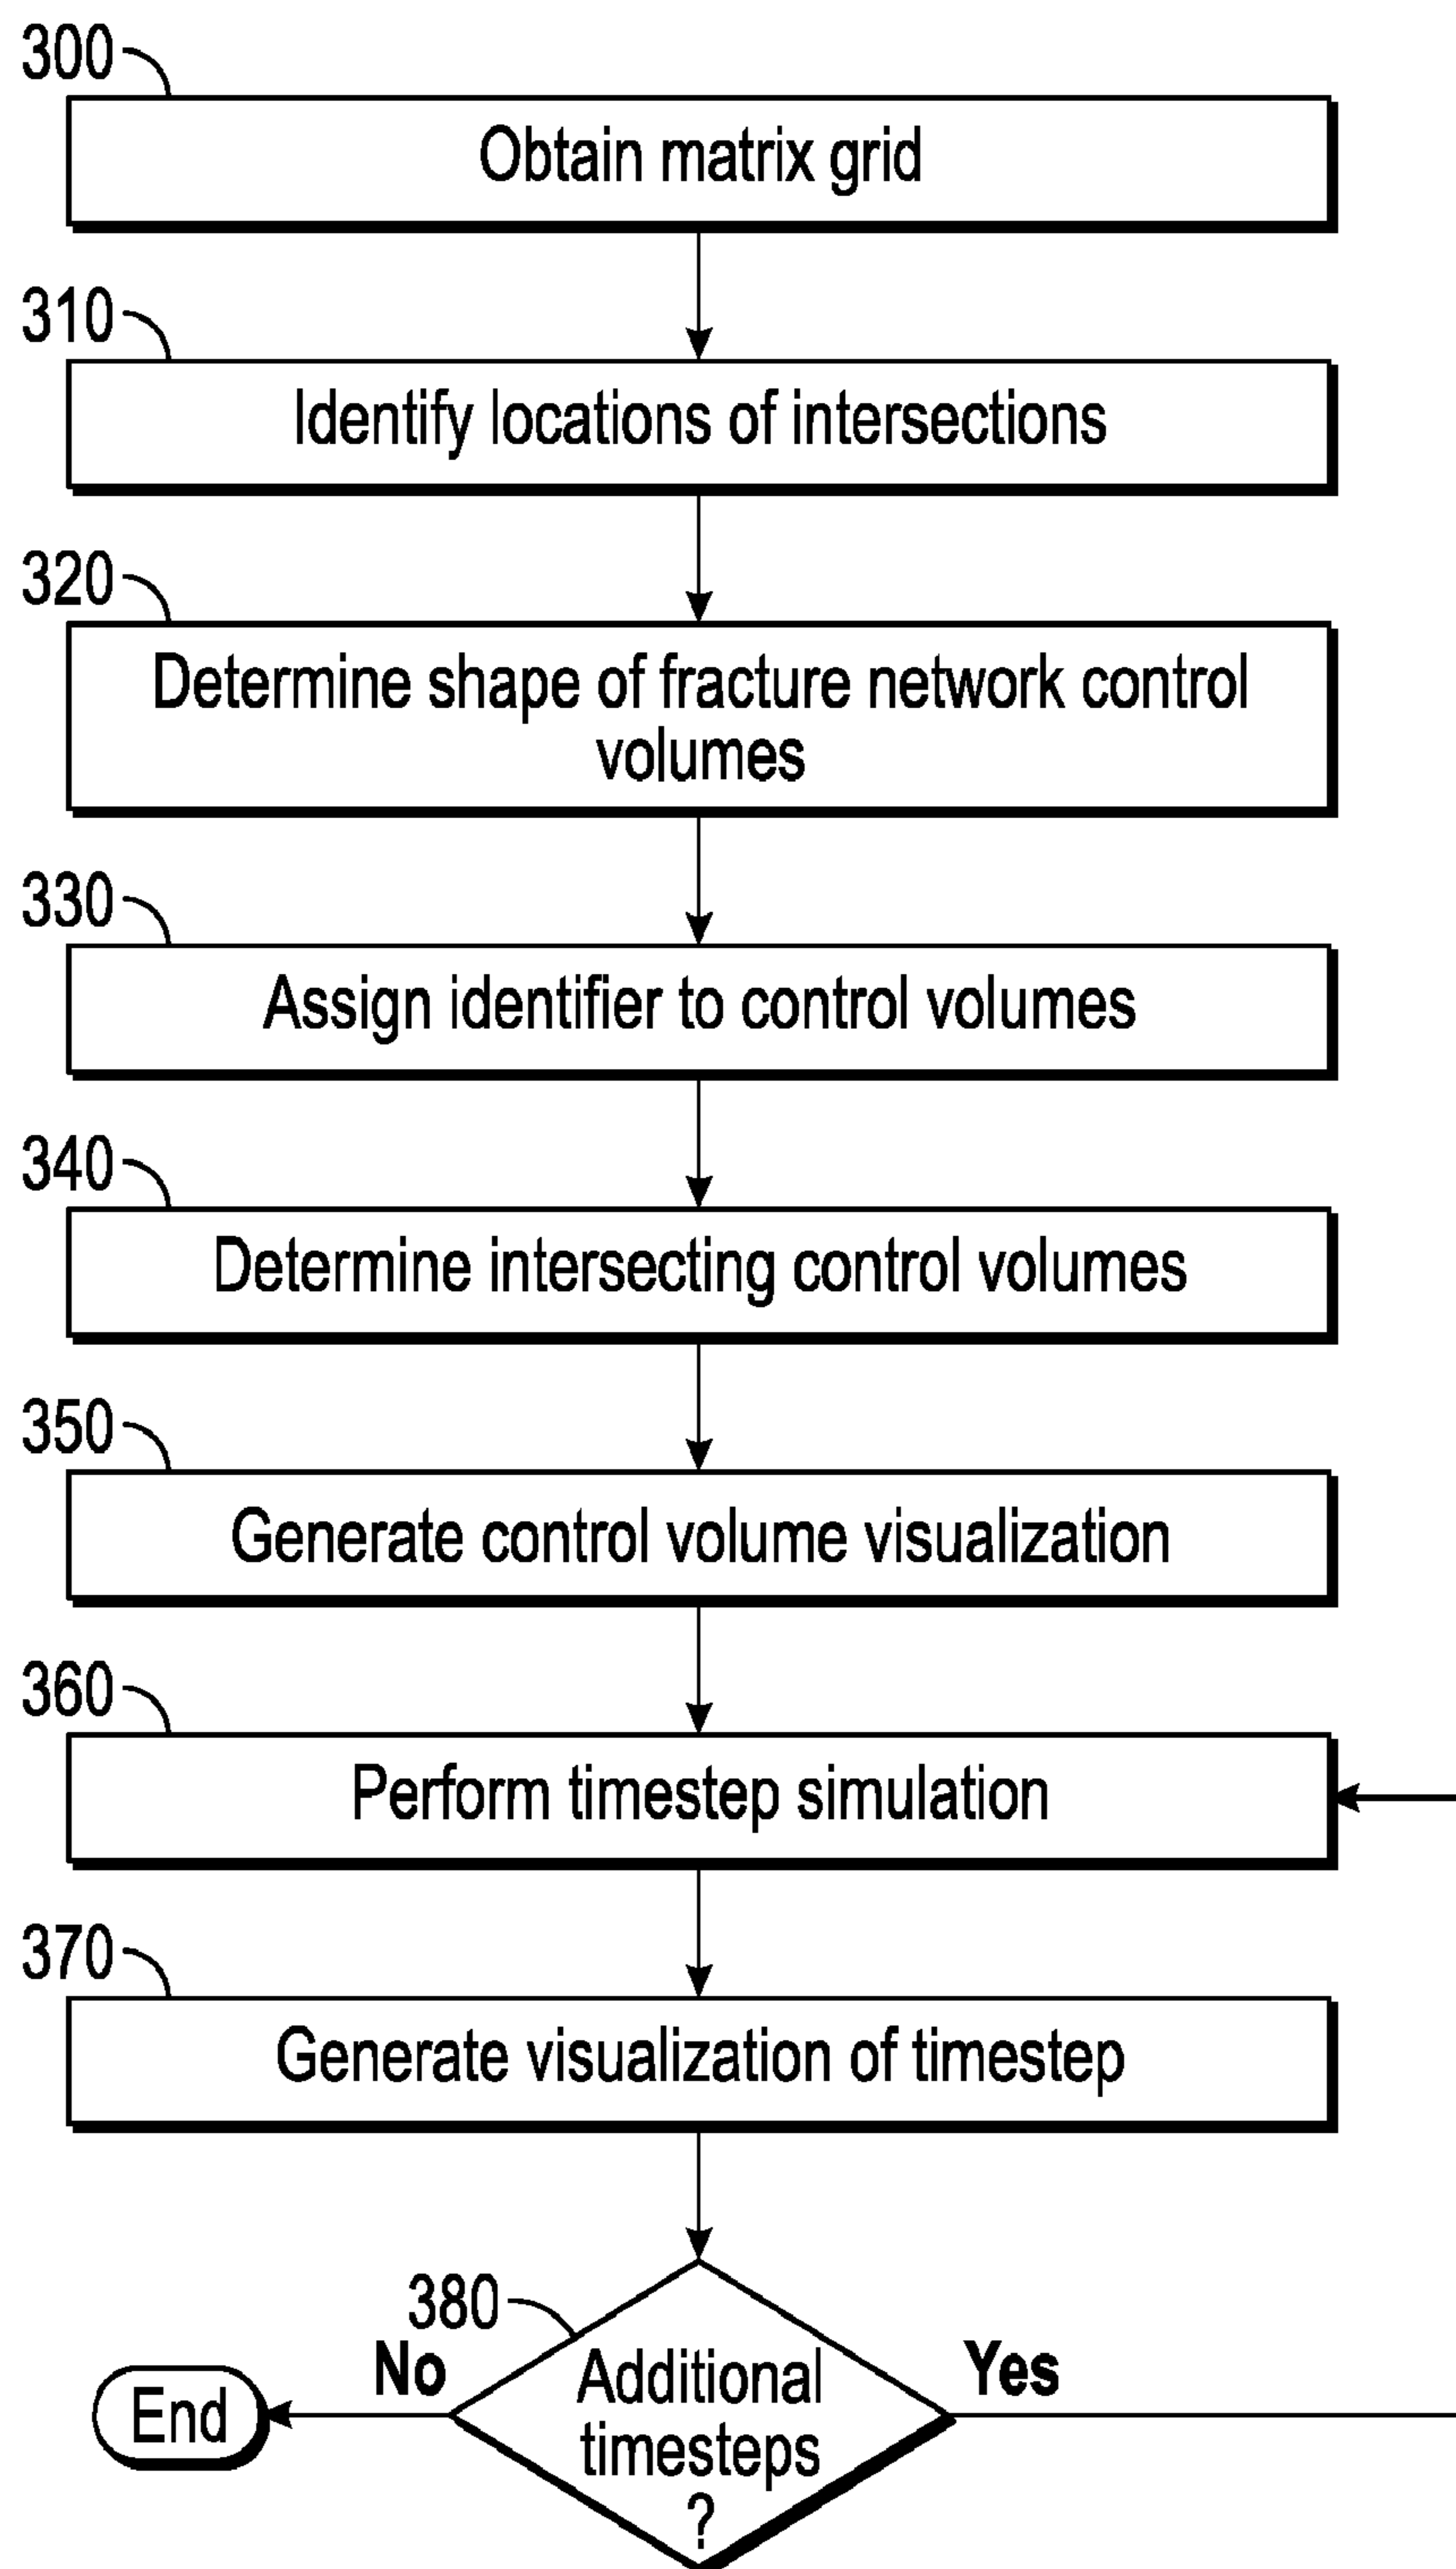 300
Obtain matrix grid
310
Identify locations of intersections
320
Determine shape of fracture network control
volumes
330
Assign identifier to control volumes
340
Determine intersecting control volumes
350
Generate control volume visualization
360
Perform timestep simulation
370
Generate visualization of timestep
380
No
Yes
Additional
End
timesteps
?